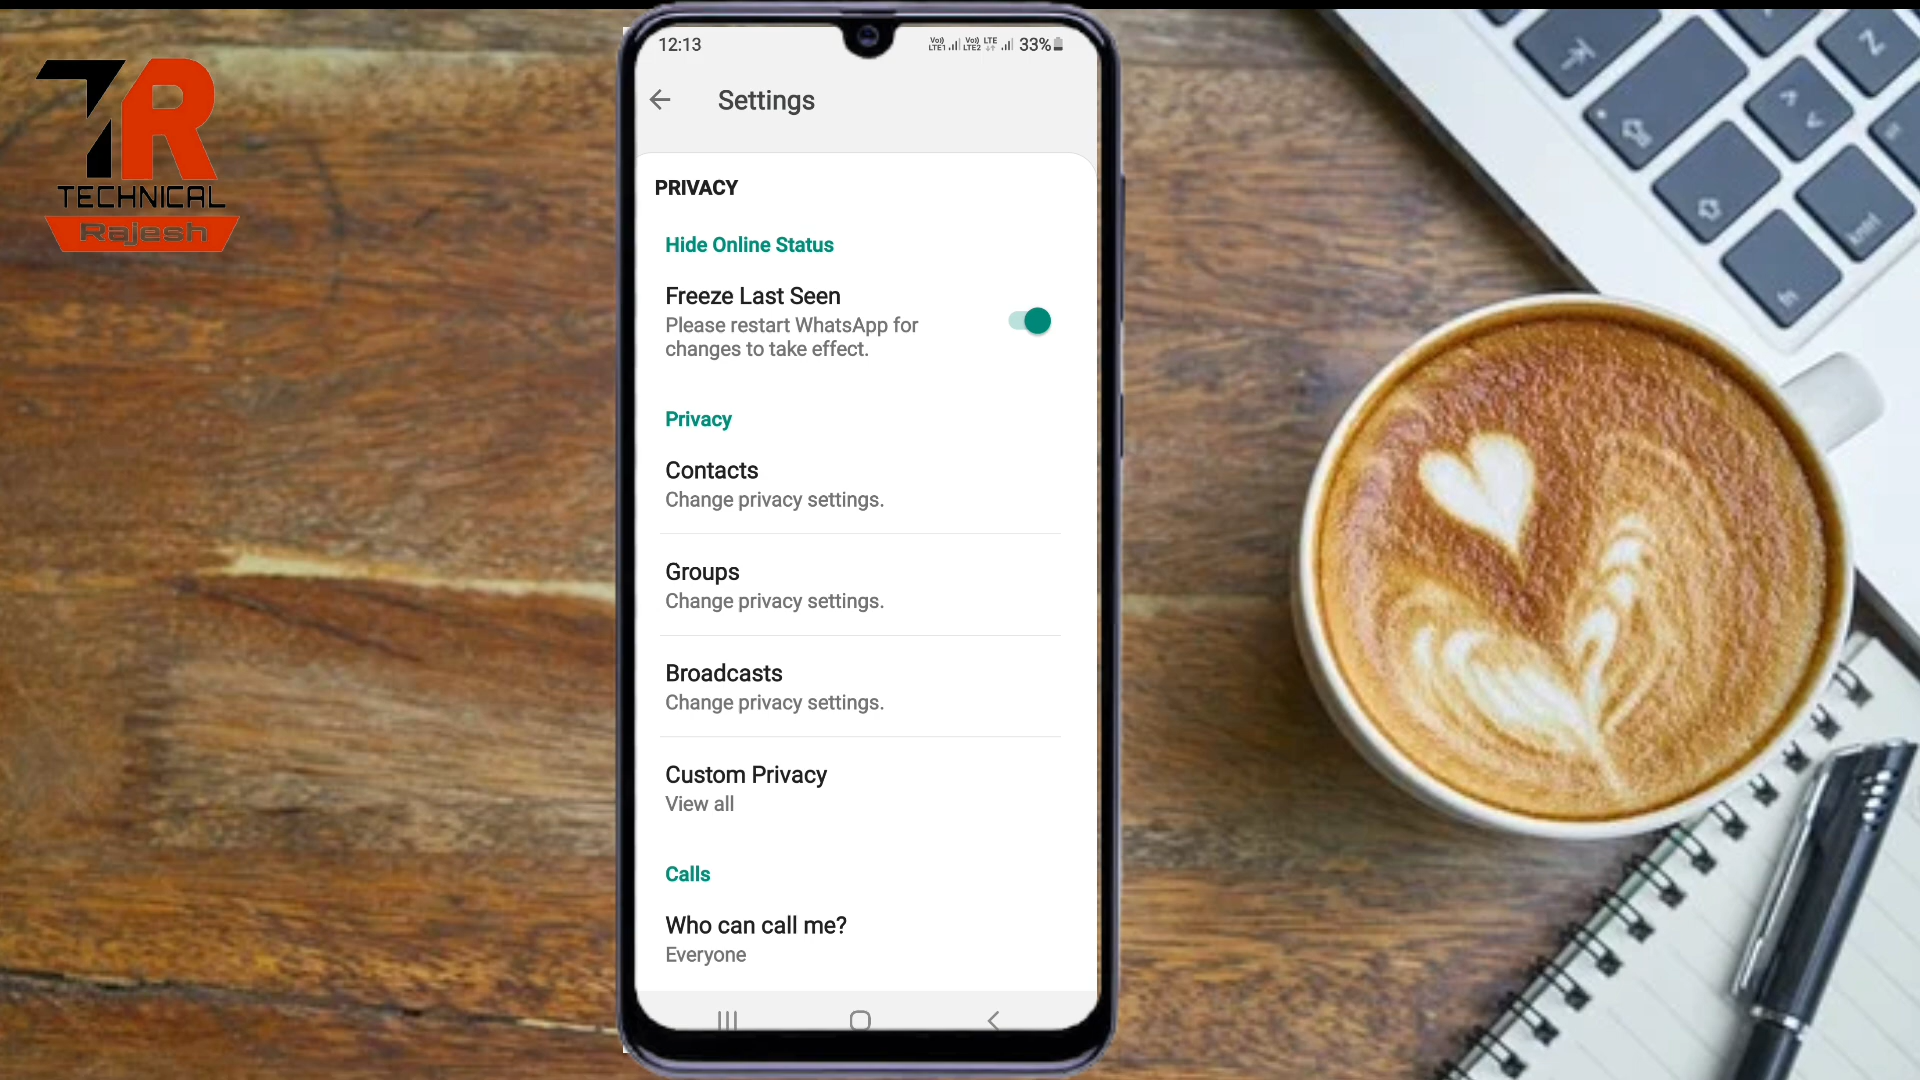 12:13
33%
Settings
PRIVACY
Hide Online Status
Freeze Last Seen
Please restart WhatsApp for
changes to take effect.
Privacy
Contacts
Change privacy settings.
Groups
Change privacy settings.
Broadcasts
Change privacy settings.
Custom Privacy
View all
Calls
Who can call me?
Everyone
TR
TECHNICAL
Rajesh
Z
fn